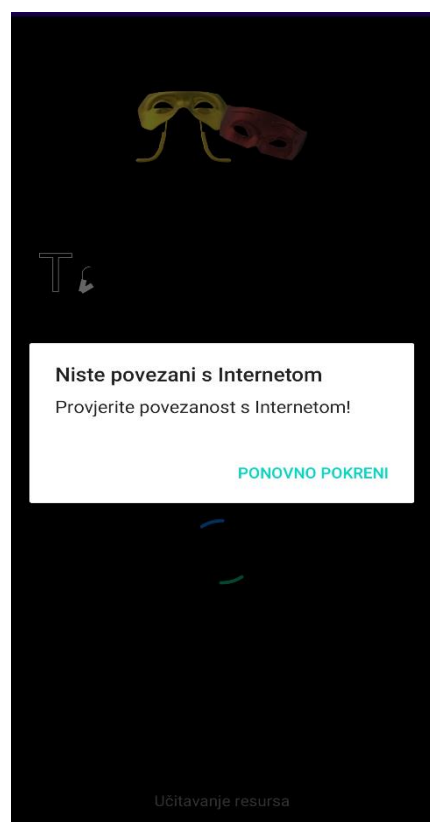 T
Niste povezani s Internetom
Provjerite povezanost s Internetom!
PONOVNO POKRENI
Učitavanje resursa